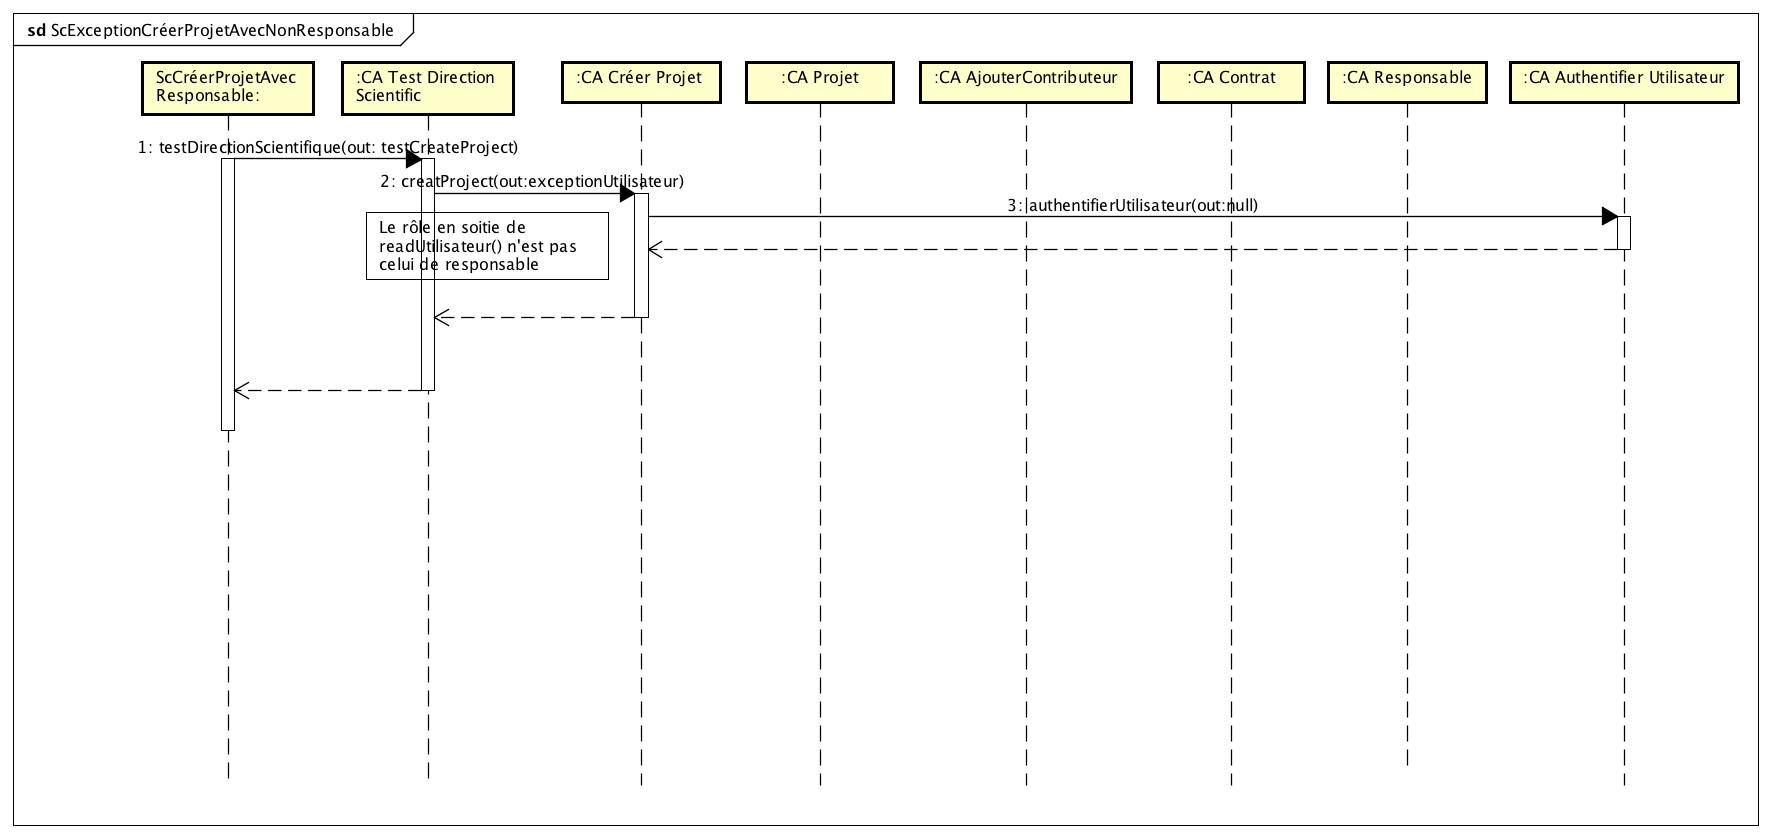 sd ScExceptionCréerProjetAvecNonResponsable
ScCréerProjetAvec
Responsable:
:CA Test Direction
Scientific
:CA Créer Projet
:CA Projet
:CA AjouterContributeur
:CA Contrat
:CA Responsable
:CA Authentifier Utilisateur
1: testDirectionScientifique(out: testCreateProject)
2: creatProject(out:exceptionUtilisateur)
3: authentifierUtilisateur(out:null)
Le rôle en soitie de
readUtilisateur() n'est pas
celui de responsable